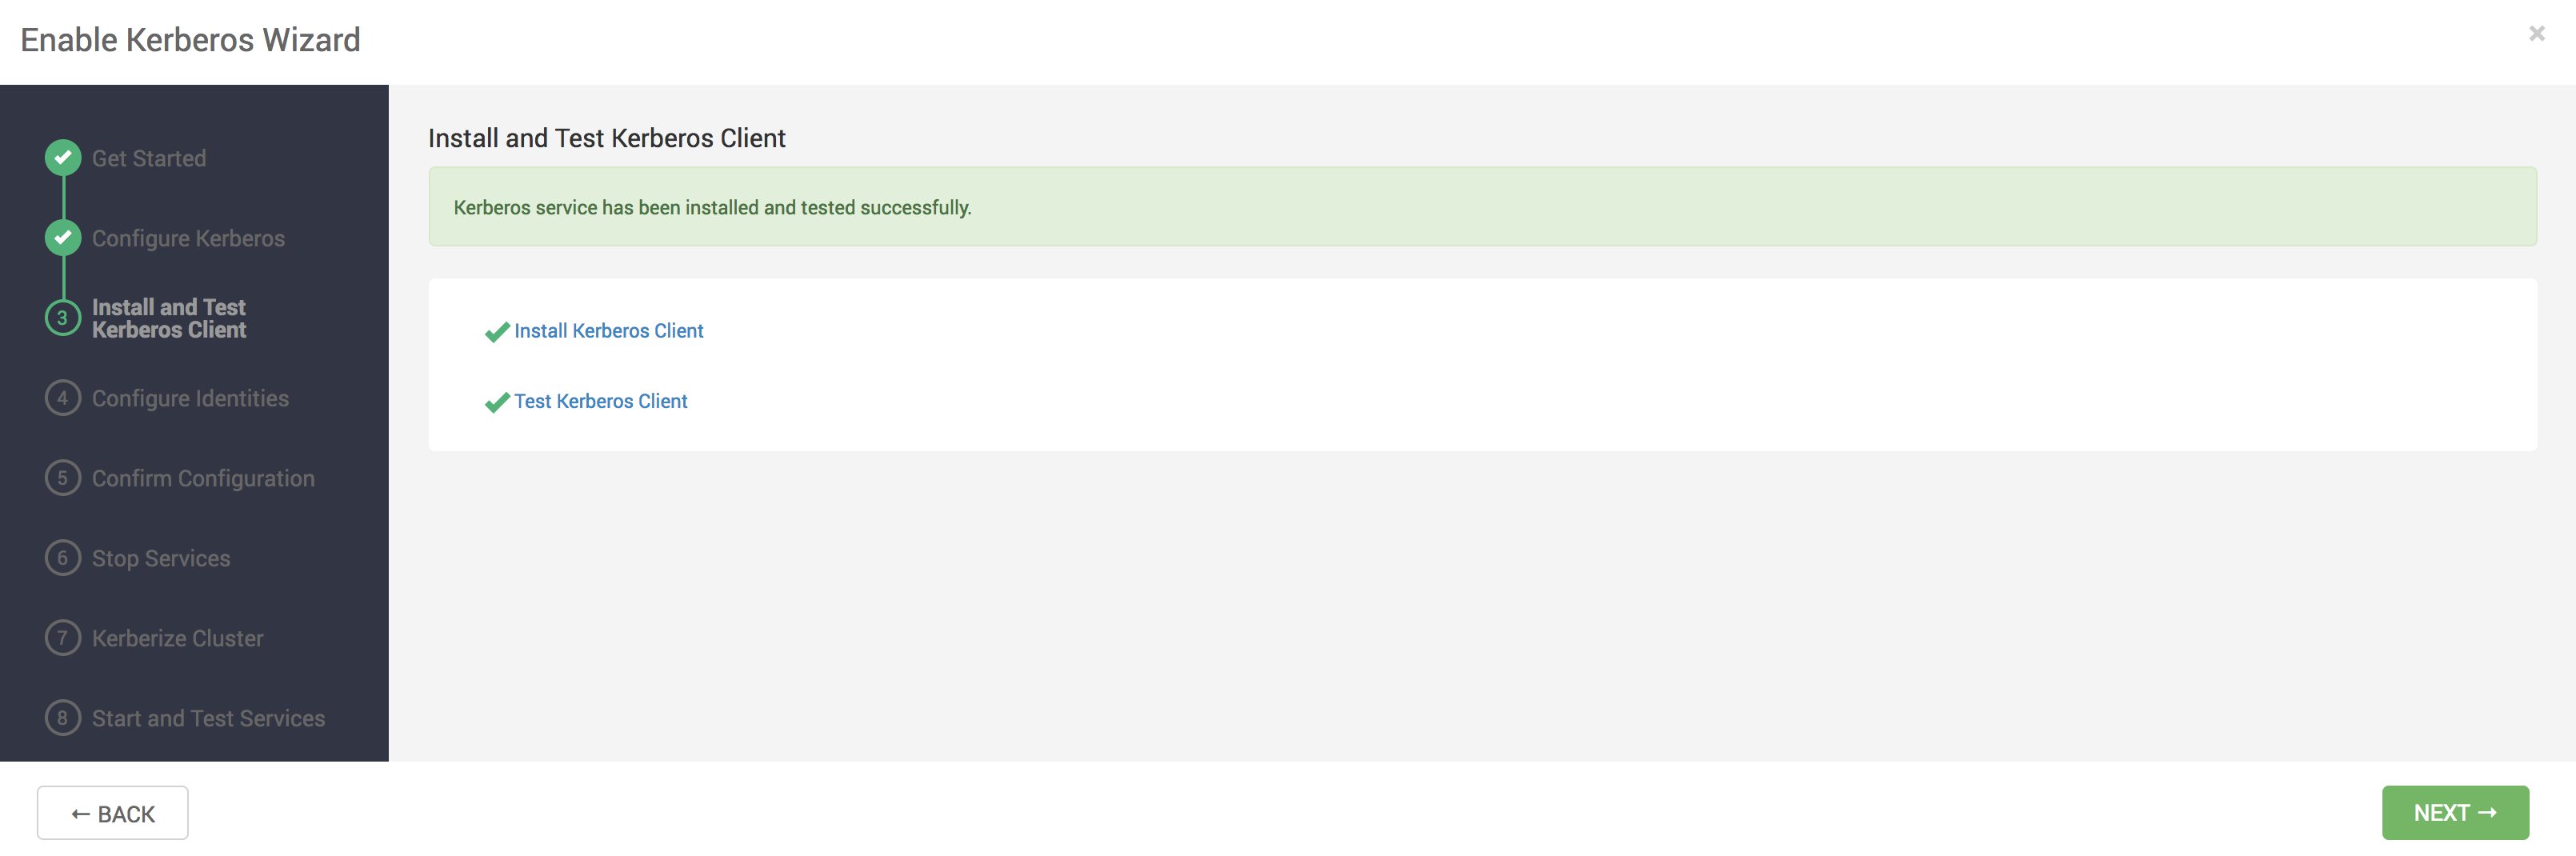 Enable Kerberos Wizard
×
Get Started
Configure Kerberos
3 Install and Test
Kerberos Client
4 Configure Identities
5 Confirm Configuration
6 Stop Services
7 Kerberize Cluster
8 Start and Test Services
Install and Test Kerberos Client
Kerberos service has been installed and tested successfully.
Install Kerberos Client
Test Kerberos Client
← BACK
NEXT →